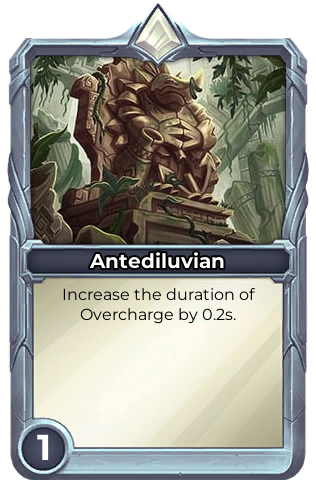 Antediluvian
Increase the duration of
Overcharge by 0.2s.
1